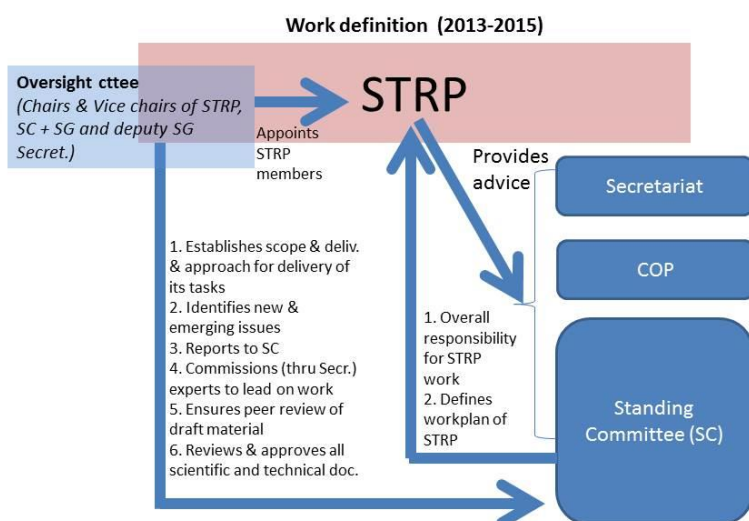 Work definition (2013-2015)
Oversight cttee
(Chairs & Vice chairs of STRP,
SC + SG and deputy SG
Secret.)
STRP
Appoints
STRP
members
Provides
advice
Secretariat
COP
Standing
Committee (SC)
1. Establishes scope & deliv.
& approach for delivery of
its tasks
2. Identifies new &
emerging issues
3. Reports to SC
4. Commissions (thru Secr.)
experts to lead on work
5. Ensures peer review of
draft material
6. Reviews & approves all
scientific and technical doc.
1. Overall
responsibility
for STRP
work
2. Defines
workplan of
STRP